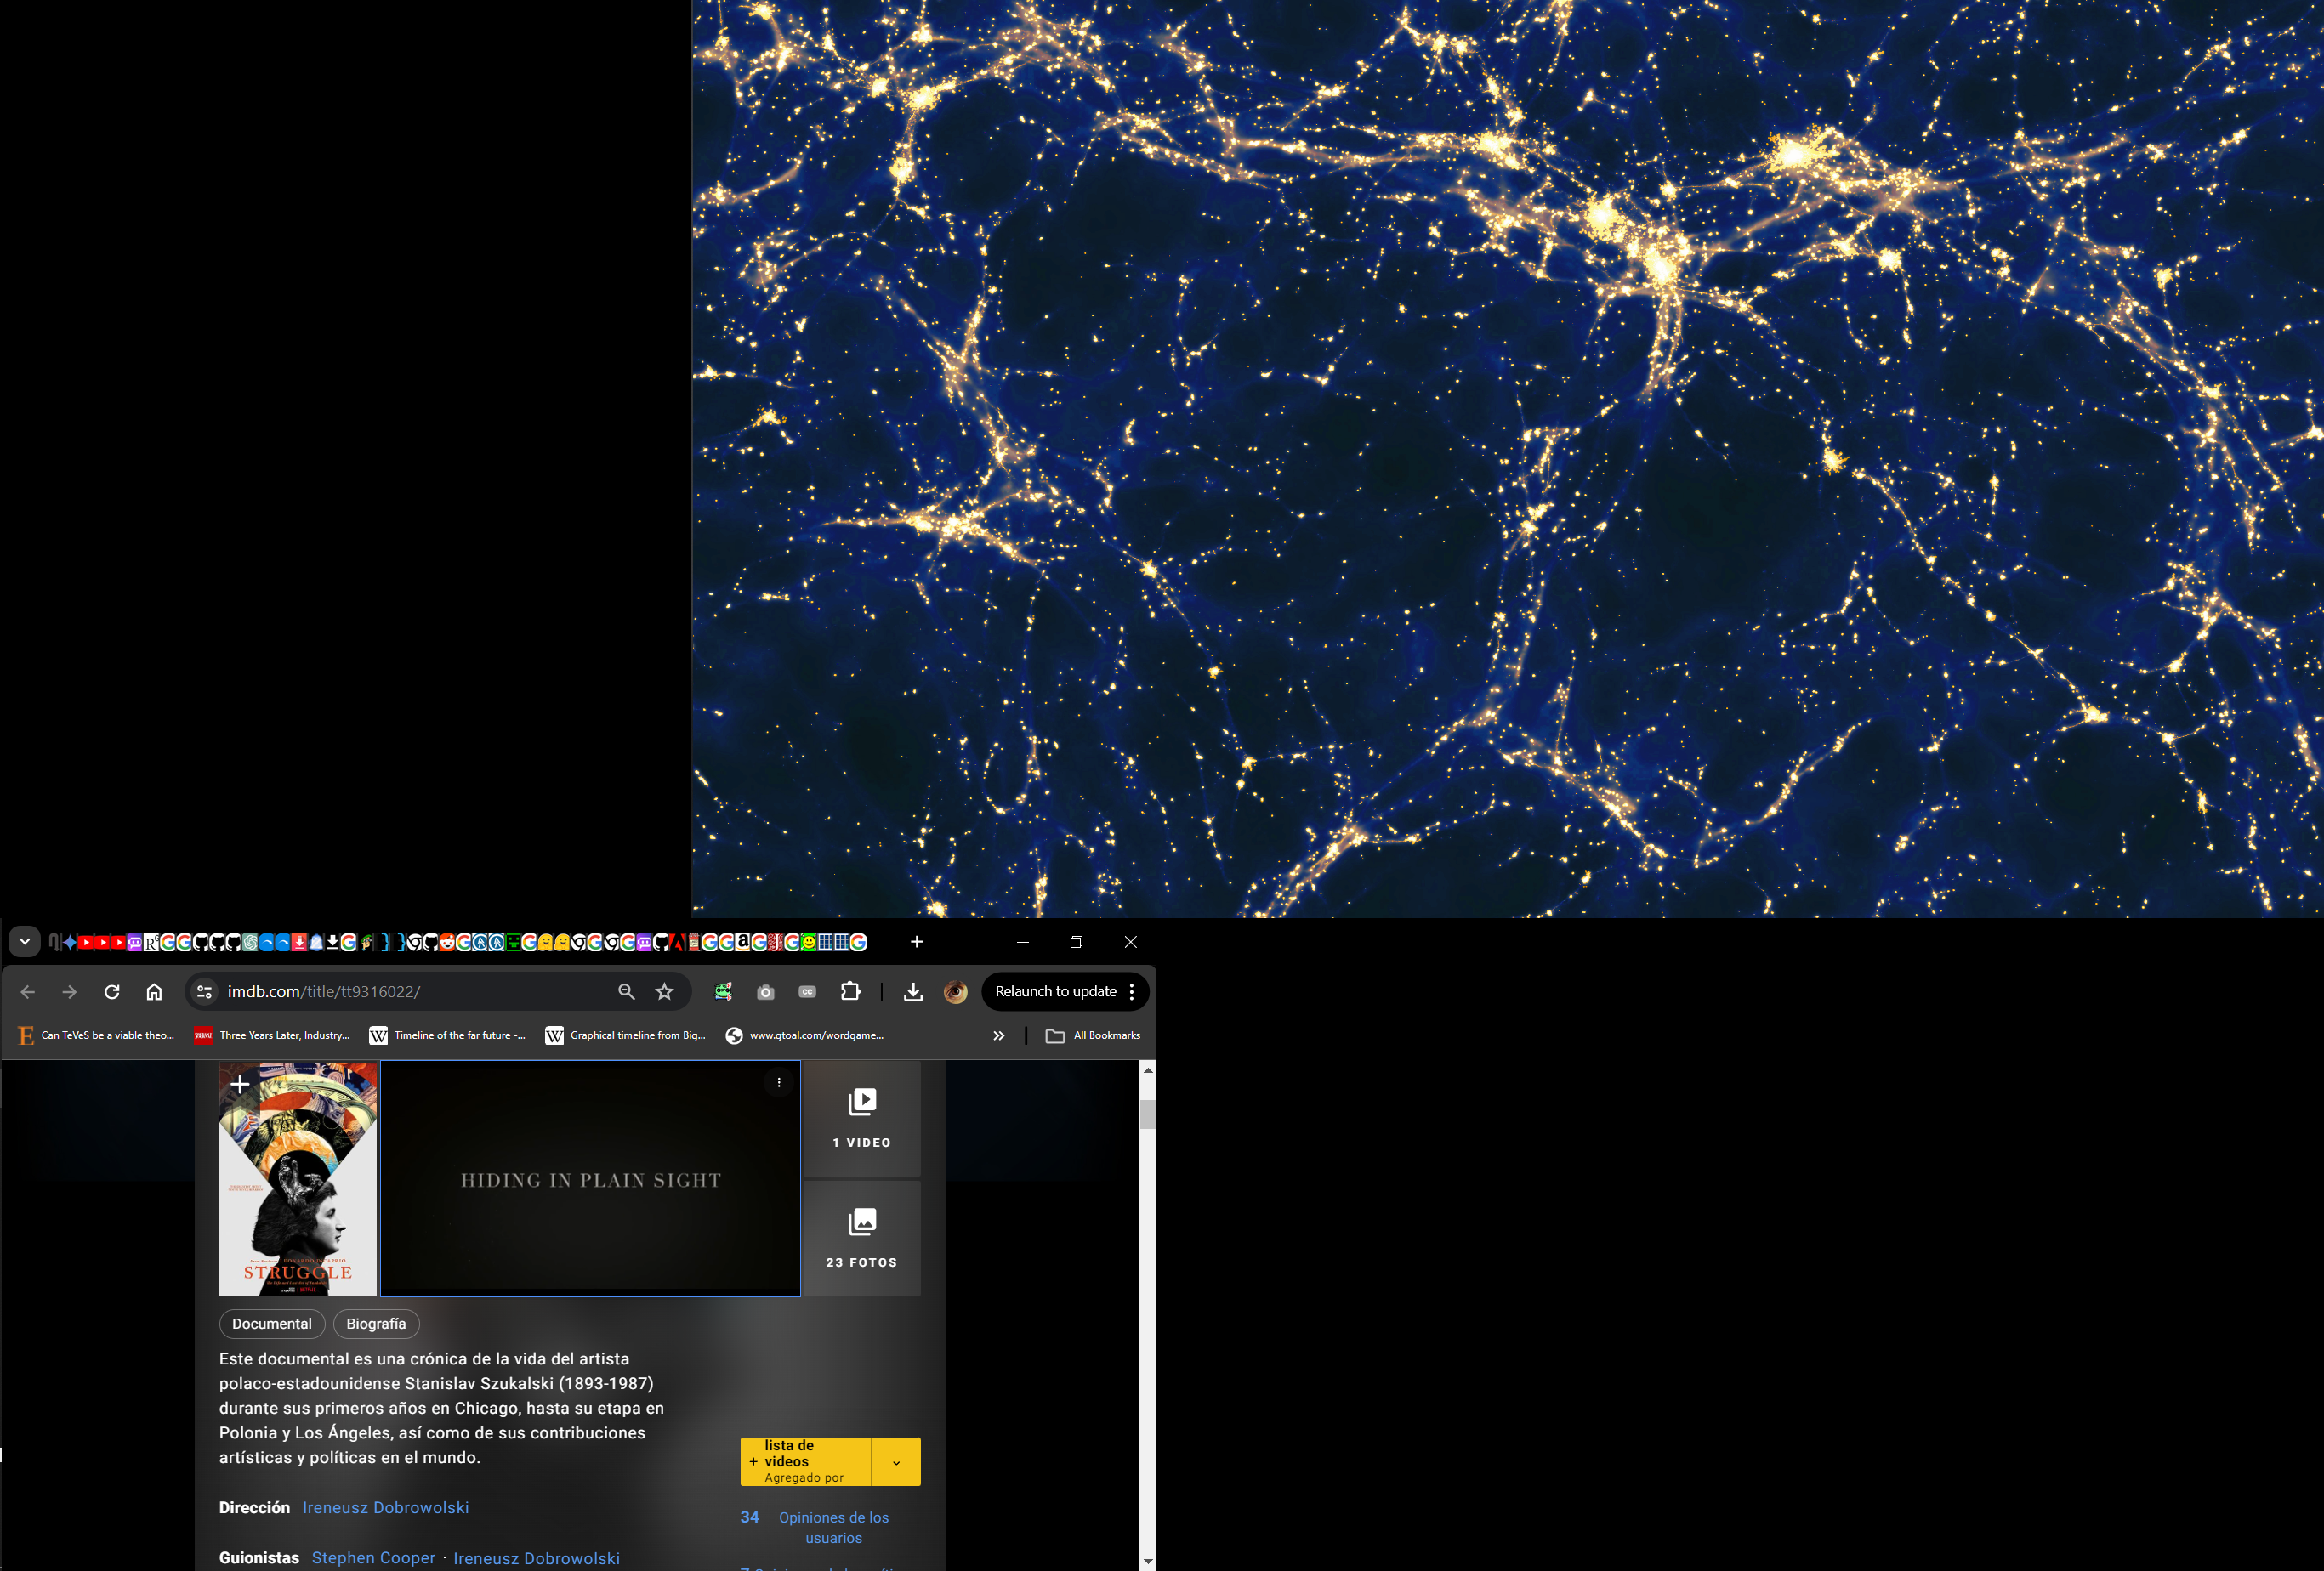 imdb.com/title/tt9316022/
Relaunch to update
Can TeVeS be a viable theo...
Three Years Later, Industry...
Timeline of the far future -...
Graphical timeline from Big...
www.gtoal.com/wordgame...
All Bookmarks
HIDING IN PLAIN SIGHT
1 VIDEO
23 FOTOS
STRUGGLE
Documental
Biografía
Este documental es una crónica de la vida del artista
polaco-estadounidense Stanislav Szukalski (1893-1987)
durante sus primeros años en Chicago, hasta su etapa en
Polonia y Los Ángeles, así como de sus contribuciones
artísticas y políticas en el mundo.
+ lista de
videos
Agregado por
Dirección Ireneusz Dobrowolski
34 Opiniones de los
usuarios
Guionistas Stephen Cooper · Ireneusz Dobrowolski